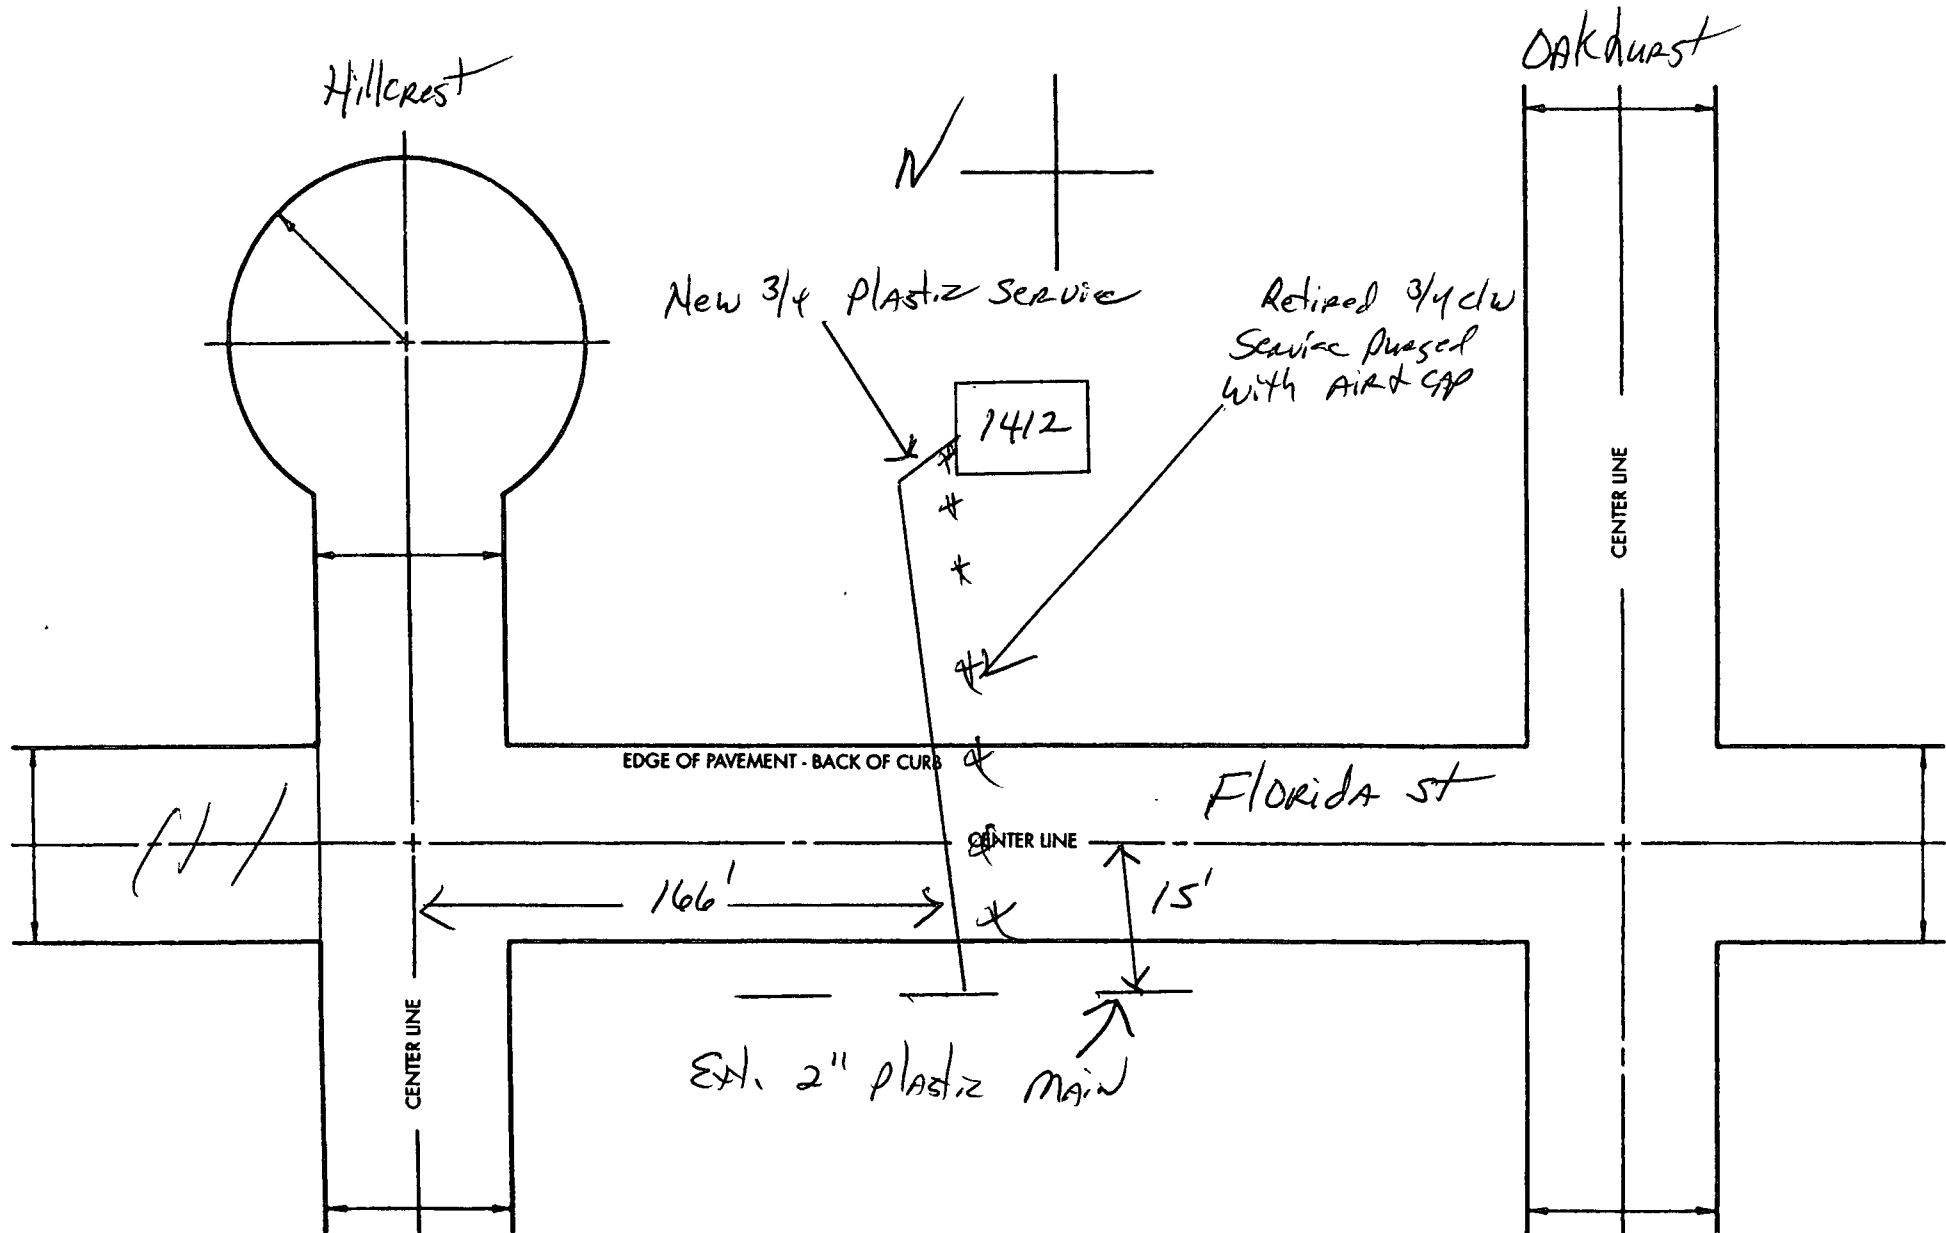 Hillcrest
Oakhurst
N
New 3/4 Plastic Service
Retired 3/4 c/w
Service Purged
with Air & Cap
1412
CENTER LINE
EDGE OF PAVEMENT - BACK OF CURB
Florida St
CENTER LINE
166'
15'
CENTER LINE
Ext. 2" Plastic Main